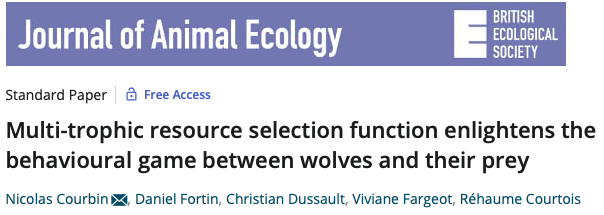 Journal of Animal Ecology
BRITISH
ECOLOGICAL
SOCIETY
Standard Paper Free Access
Multi-trophic resource selection function enlightens the
behavioural game between wolves and their prey
Nicolas Courbin, Daniel Fortin, Christian Dussault, Viviane Fargeot, Réhaume Courtois